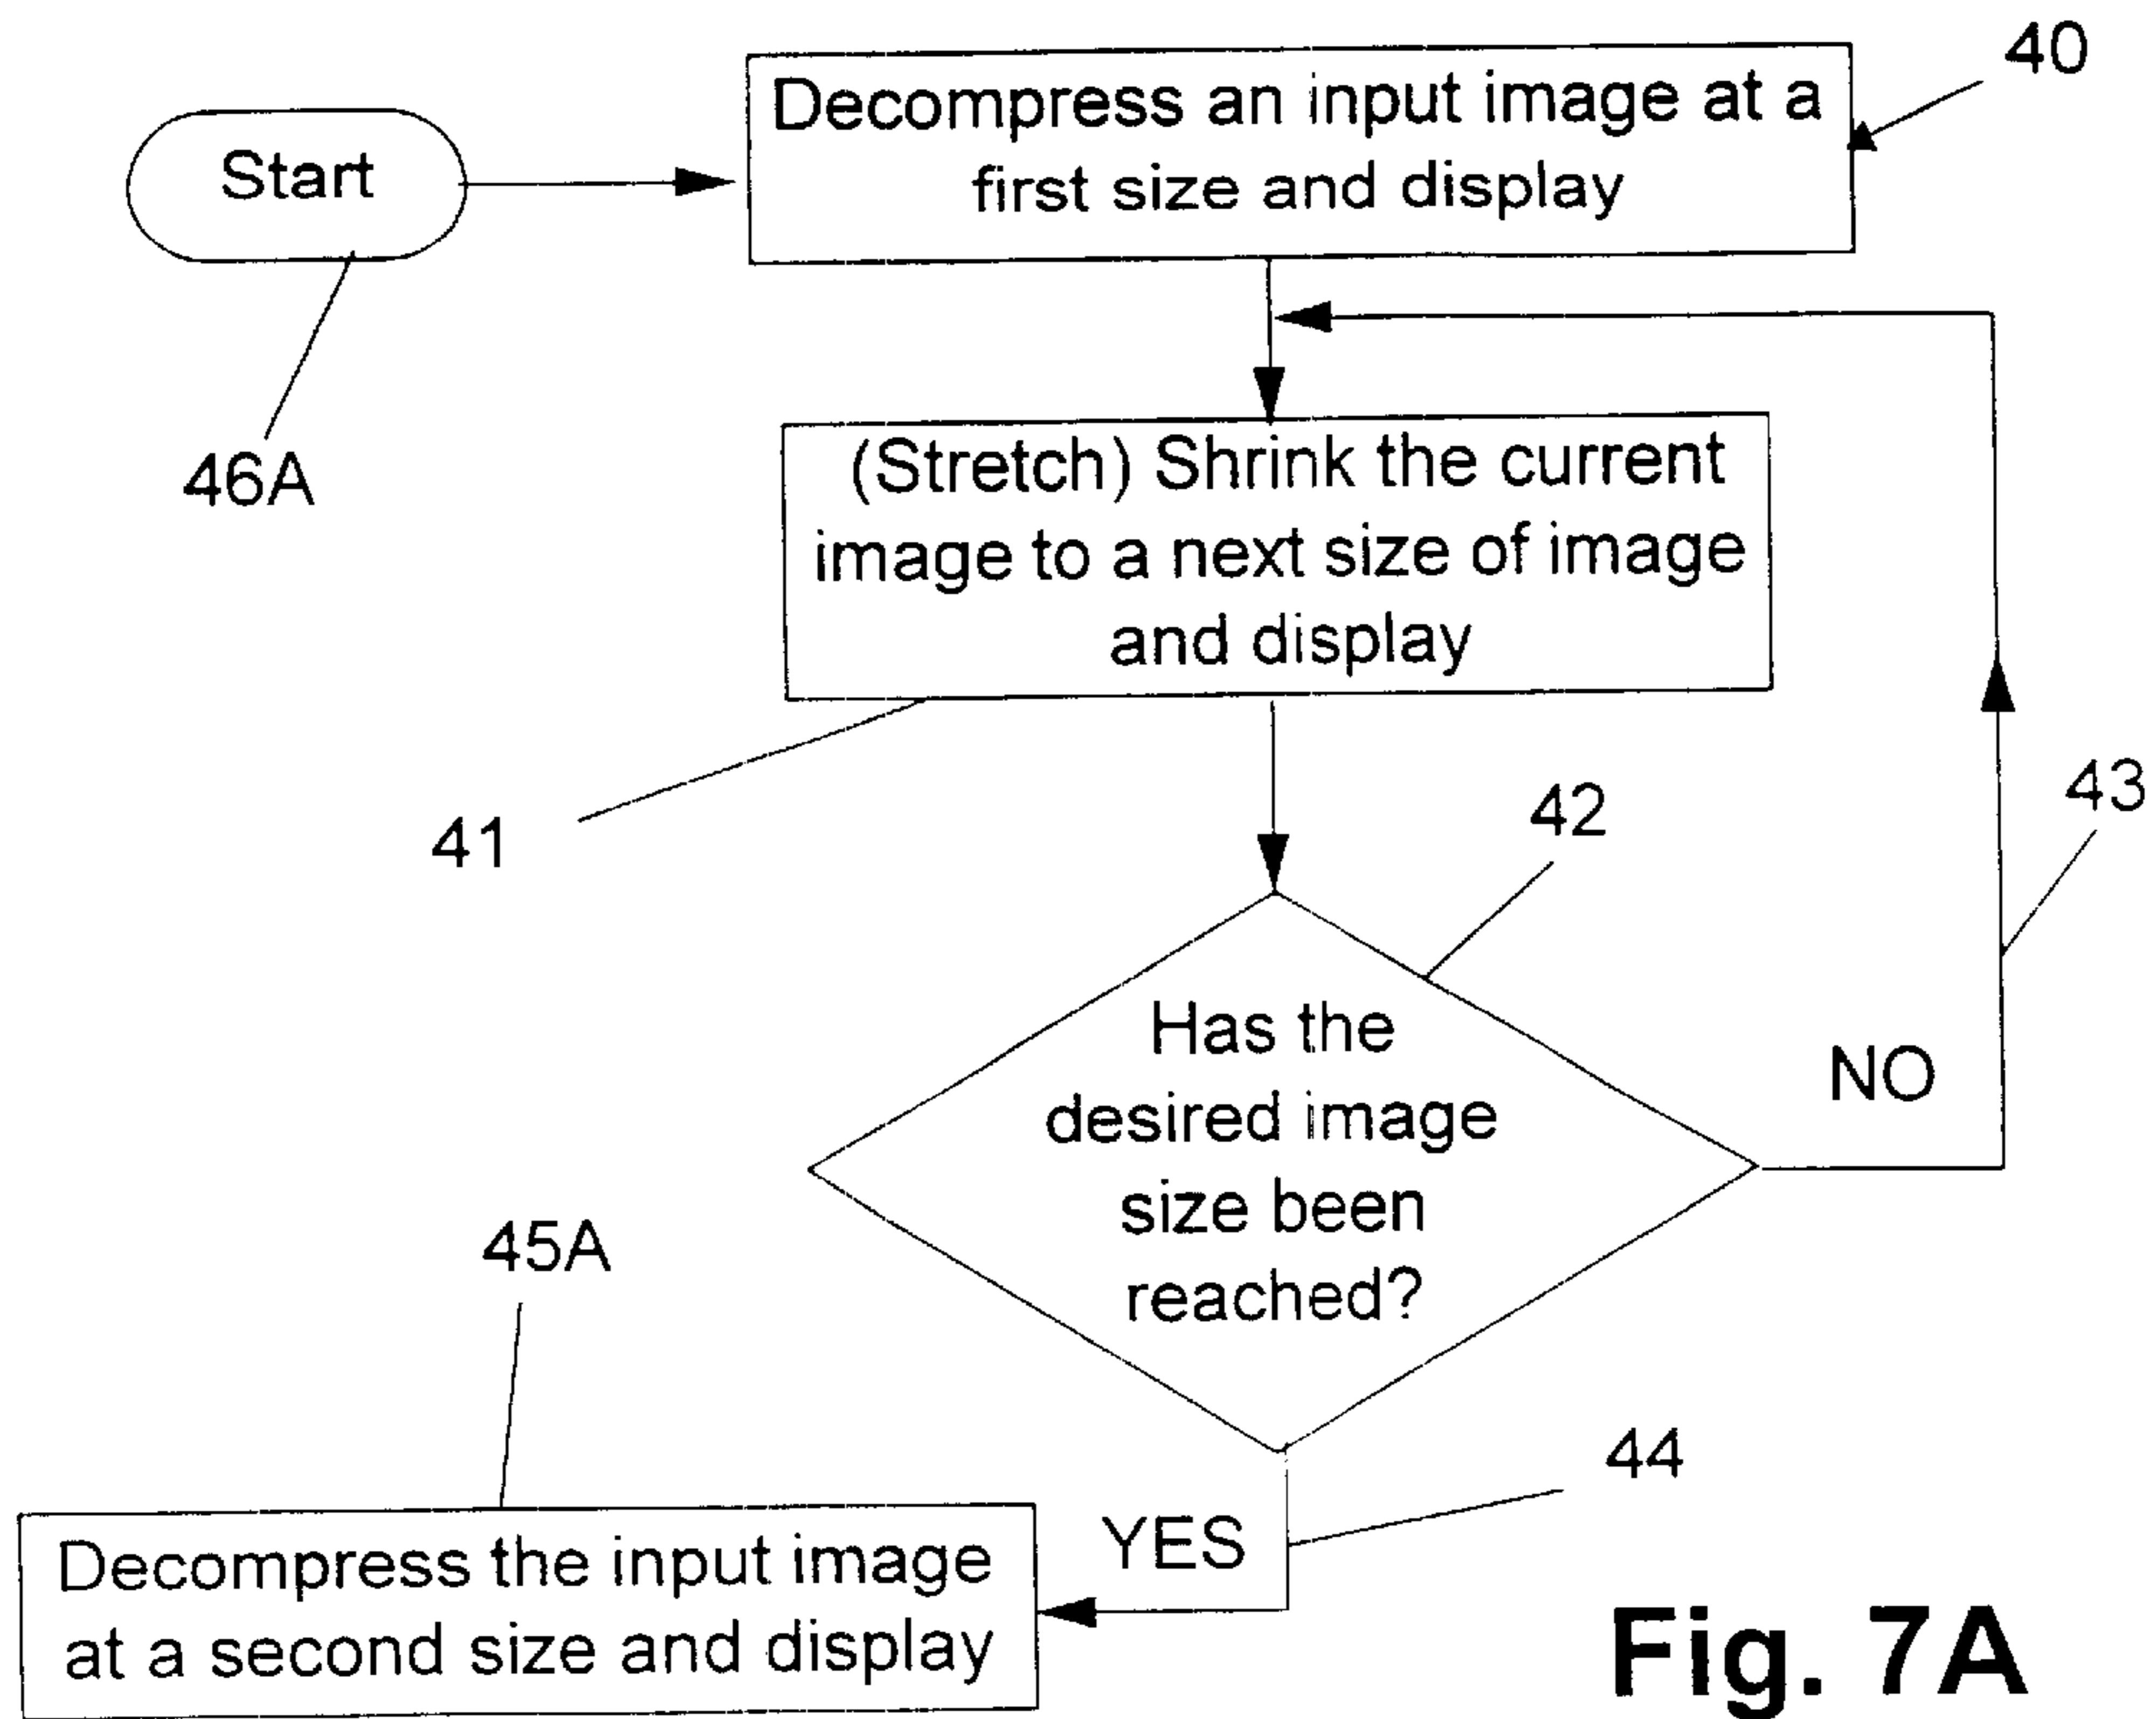 40
Decompress an input image at a
first size and display
Start
46A
(Stretch) Shrink the current
image to a next size of image
and display
41
42
43
Has the
desired image
size been
reached?
NO
45A
44
YES
Decompress the input image
at a second size and display
Fig. 7A